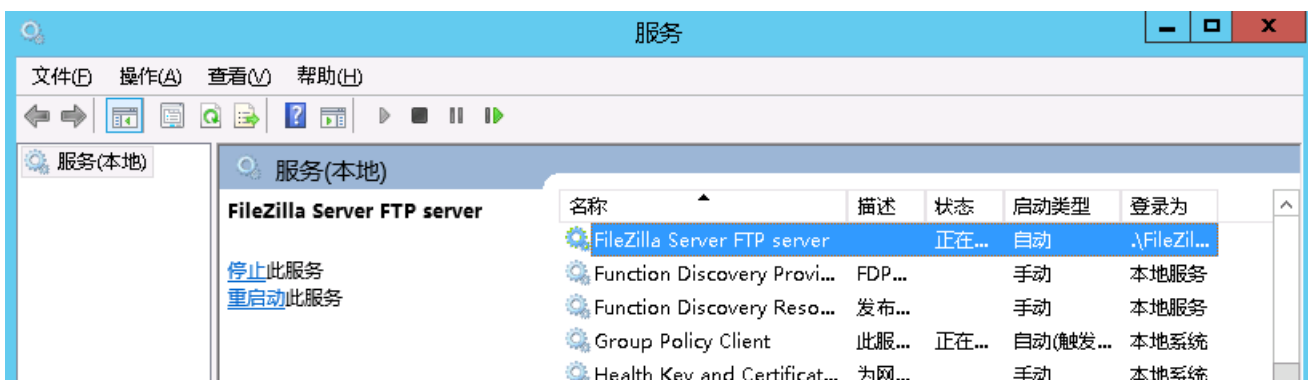 服务
文件(F) 操作(A) 查看(V) 帮助(H)
服务(本地)
服务(本地)
FileZilla Server FTP server
停止此服务
重启动此服务
名称 描述 状态 启动类型 登录为
FileZilla Server FTP server 正在... 自动 .\FileZil...
Function Discovery Provi... FDP... 手动 本地服务
Function Discovery Reso... 发布... 手动 本地服务
Group Policy Client 此服... 正在... 自动(触发... 本地系统
Health Key and Certificat... 为网... 手动 本地系统